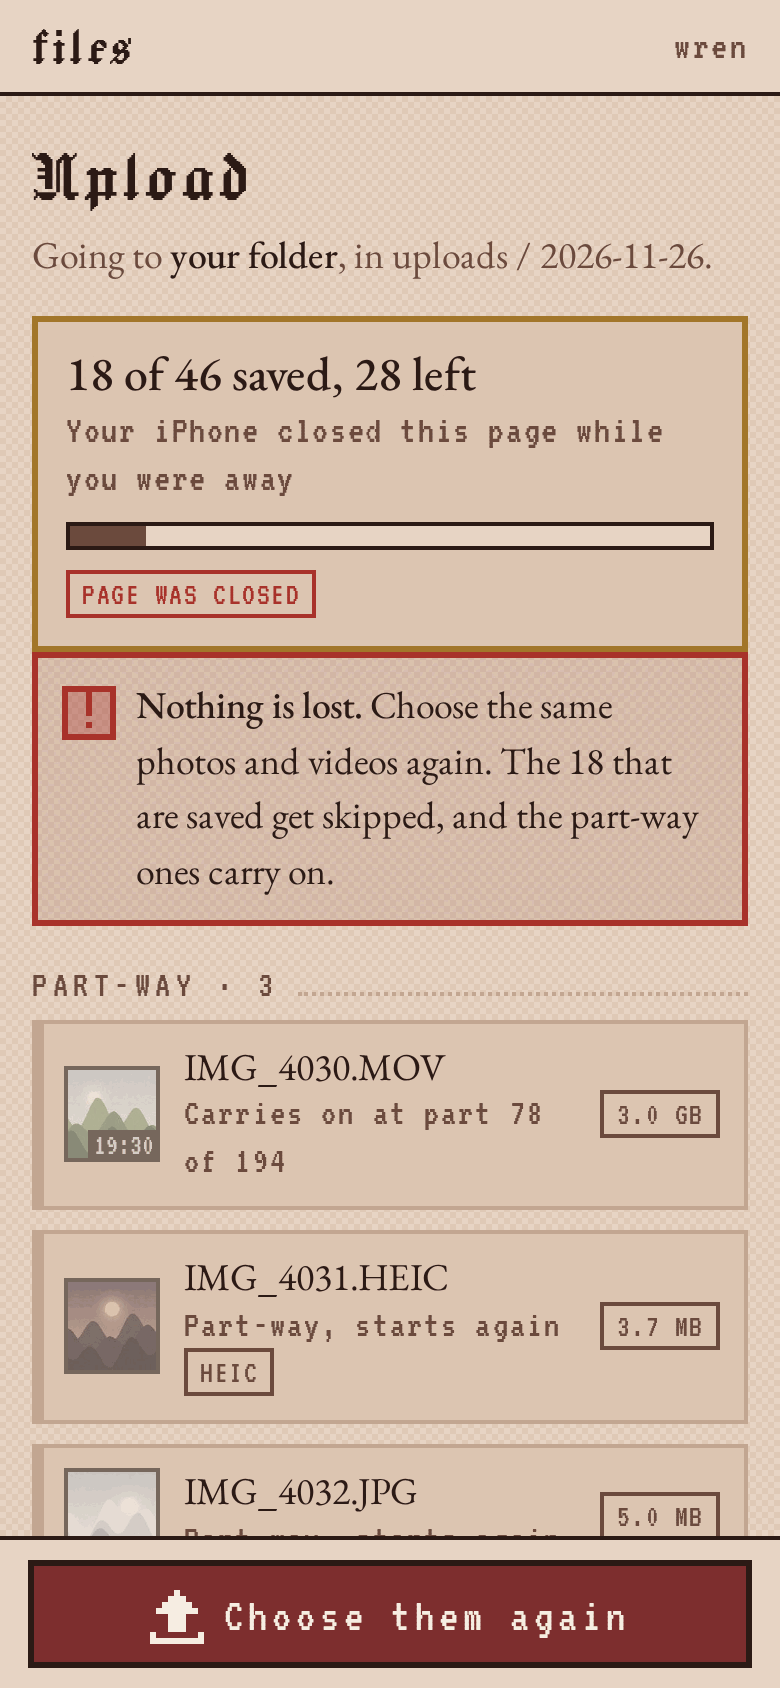 files
wren
Upload
Going to your folder, in uploads / 2026-11-26.
18 of 46 saved, 28 left
Your iPhone closed this page while
you were away
PAGE WAS CLOSED
Nothing is lost. Choose the same
photos and videos again. The 18 that
are saved get skipped, and the part-way
ones carry on.
PART-WAY · 3
IMG_4030.MOV
Carries on at part 78
of 194
19:30
3.0 GB
IMG_4031.HEIC
Part-way, starts again
HEIC
3.7 MB
IMG_4032.JPG
5.0 MB
Choose them again